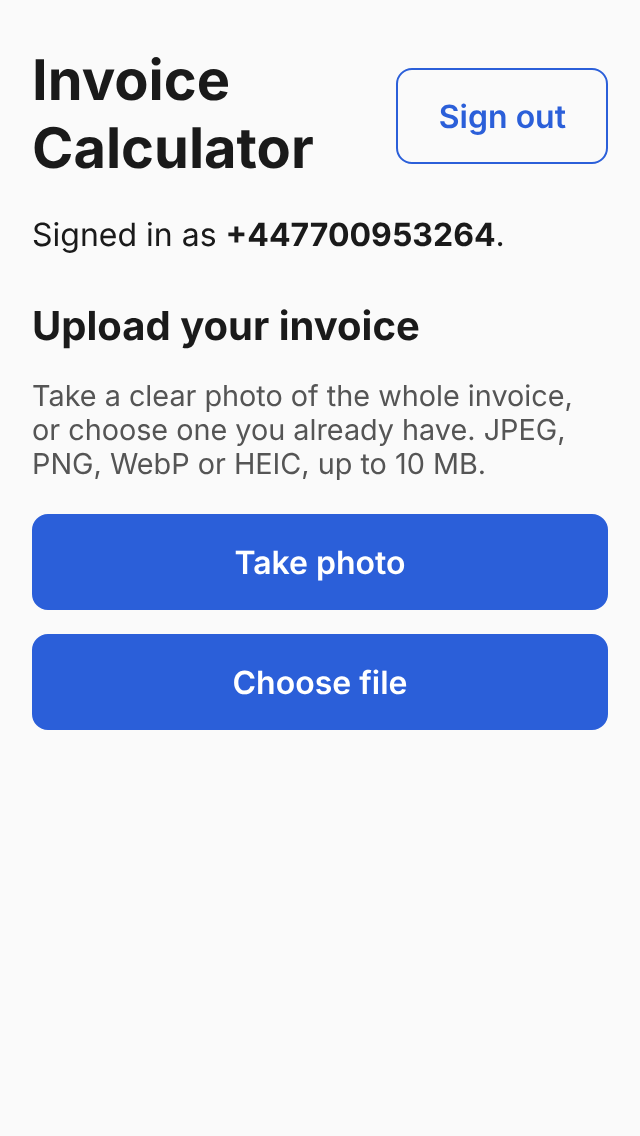 Invoice
Calculator
Sign out
Signed in as +447700953264.
Upload your invoice
Take a clear photo of the whole invoice,
or choose one you already have. JPEG,
PNG, WebP or HEIC, up to 10 MB.
Take photo
Choose file